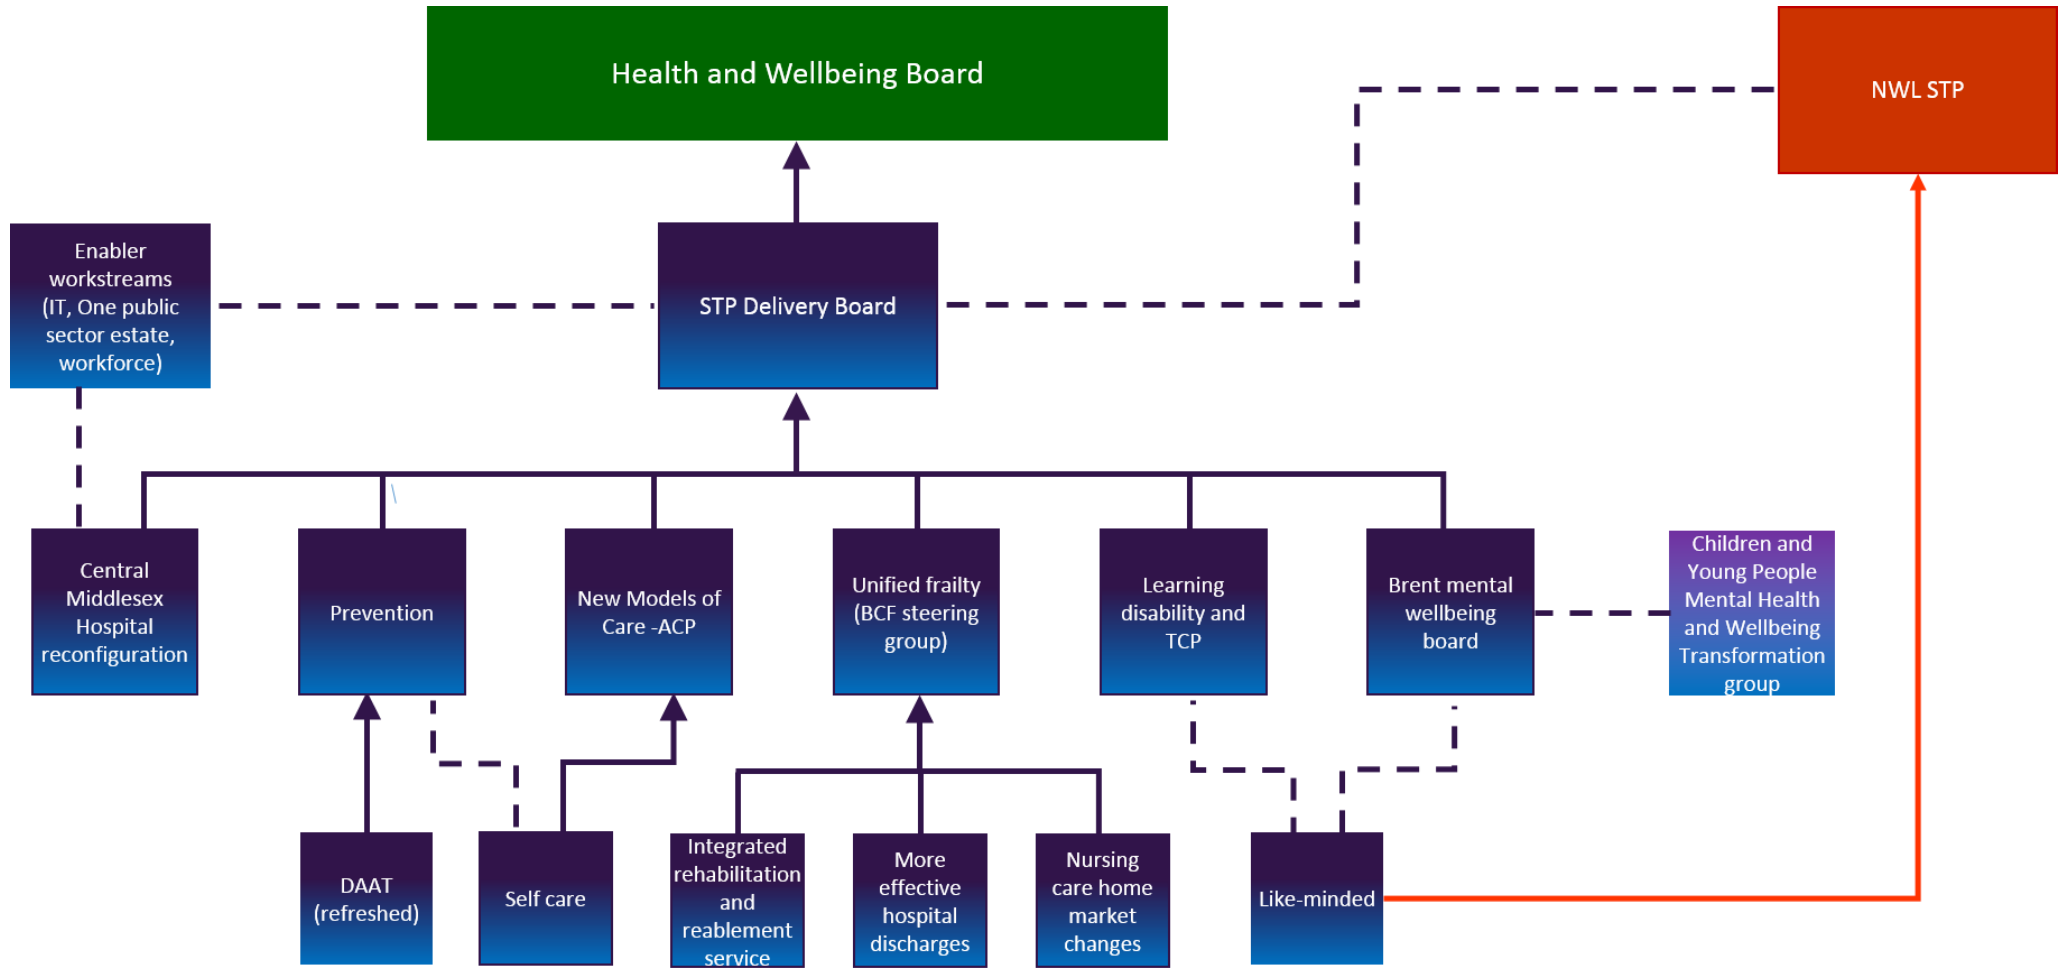 Health and Wellbeing Board
NWL STP
Enabler
workstreams
(IT, One public
sector estate,
workforce)
STP Delivery Board
\
Central
Middlesex
Hospital
reconfiguration
Prevention
New Models of
Care -ACP
Unified frailty
(BCF steering
group)
Learning
disability and
TCP
Brent mental
wellbeing
board
Children and
Young People
Mental Health
and Wellbeing
Transformation
group
DAAT
(refreshed)
Self care
Integrated
rehabilitation
and
reablement
service
More
effective
hospital
discharges
Nursing
care home
market
changes
Like-minded